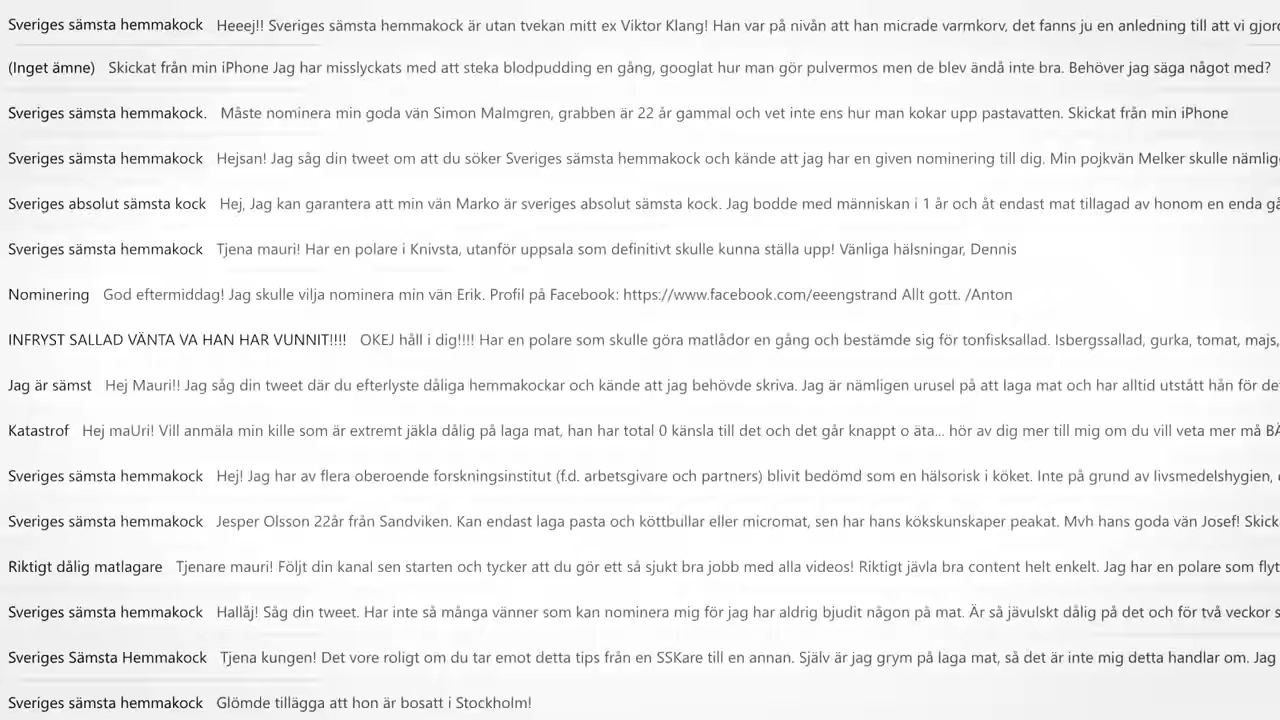 Sveriges sämsta hemmakock Heeej!! Sveriges sämsta hemmakock är utan tvekan mitt ex Viktor Klang! Han var på nivån att han micrade varmkorv, det fanns ju en anledning till att vi gjord
(Inget ämne) Skickat från min iPhone Jag har misslyckats med att steka blodpudding en gång, googlat hur man gör pulvermos men de blev ändå inte bra. Behöver jag säga något med?
Sveriges sämsta hemmakock. Måste nominera min goda vän Simon Malmgren, grabben är 22 år gammal och vet inte ens hur man kokar upp pastavatten. Skickat från min iPhone
Sveriges sämsta hemmakock Hejsan! Jag såg din tweet om att du söker Sveriges sämsta hemmakock och kände att jag har en given nominering till dig. Min pojkvän Melker skulle nämlige
Sveriges absolut sämsta kock Hej, Jag kan garantera att min vän Marko är sveriges absolut sämsta kock. Jag bodde med människan i 1 år och åt endast mat tillagad av honom en enda gå
Sveriges sämsta hemmakock Tjena mauri! Har en polare i Knivsta, utanför uppsala som definitivt skulle kunna ställa upp! Vänliga hälsningar, Dennis
Nominering God eftermiddag! Jag skulle vilja nominera min vän Erik. Profil på Facebook: https://www.facebook.com/eeengstrand Allt gott. /Anton
INFRYST SALLAD VÄNTA VA HAN HAR VUNNIT!!!! OKEJ håll i dig!!!! Har en polare som skulle göra matlådor en gång och bestämde sig för tonfisksallad. Isbergssallad, gurka, tomat, majs,
Jag är sämst Hej Mauri!! Jag såg din tweet där du efterlyste dåliga hemmakockar och kände att jag behövde skriva. Jag är nämligen urusel på att laga mat och har alltid utstått hån för de
Katastrof Hej maUri! Vill anmäla min kille som är extremt jäkla dålig på laga mat, han har total 0 känsla till det och det går knappt o äta... hör av dig mer till mig om du vill veta mer må BÄ
Sveriges sämsta hemmakock Hej! Jag har av flera oberoende forskningsinstitut (f.d. arbetsgivare och partners) blivit bedömd som en hälsorisk i köket. Inte på grund av livsmedelshygien,
Sveriges sämsta hemmakock Jesper Olsson 22år från Sandviken. Kan endast laga pasta och köttbullar eller micromat, sen har hans kökskunskaper peakat. Mvh hans goda vän Josef! Skick
Riktigt dålig matlagare Tjenare mauri! Följt din kanal sen starten och tycker att du gör ett så sjukt bra jobb med alla videos! Riktigt jävla bra content helt enkelt. Jag har en polare som flyt
Sveriges sämsta hemmakock Hallåj! Såg din tweet. Har inte så många vänner som kan nominera mig för jag har aldrig bjudit någon på mat. Är så jävulskt dålig på det och för två veckor s
Sveriges Sämsta Hemmakock Tjena kungen! Det vore roligt om du tar emot detta tips från en SSKare till en annan. Själv är jag grym på laga mat, så det är inte mig detta handlar om. Jag
Sveriges sämsta hemmakock Glömde tillägga att hon är bosatt i Stockholm!